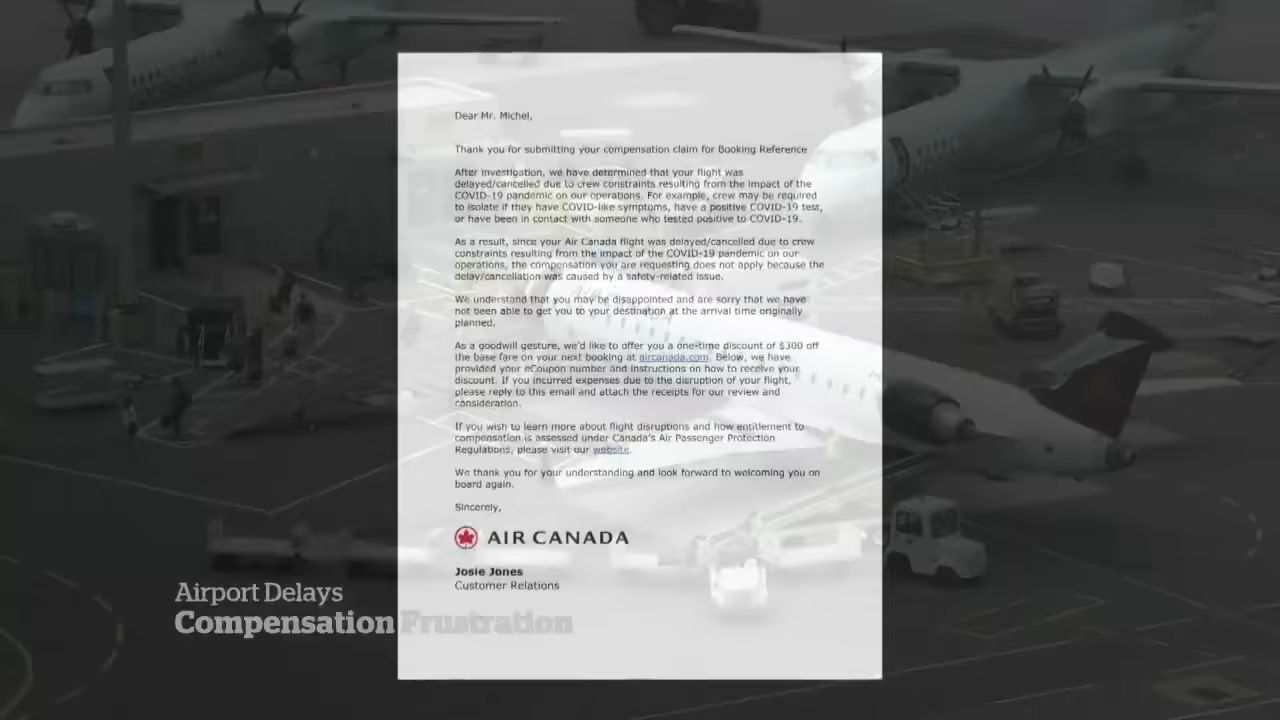 Dear Mr. Michel,
Thank you for submitting your compensation claim for Booking Reference
After investigation, we have determined that your flight was
delayed/cancelled due to crew constraints resulting from the impact of the
COVID-19 pandemic on our operations. For example, crew may be required
to isolate if they have COVID-like symptoms, have a positive COVID-19 test,
or have been in contact with someone who tested positive to COVID-19.
As a result, since your Air Canada flight was delayed/cancelled due to crew
constraints resulting from the impact of the COVID-19 pandemic on our
operations, the compensation you are requesting does not apply because the
delay/cancellation was caused by a safety-related issue.
We understand that you may be disappointed and are sorry that we have
not been able to get you to your destination at the arrival time originally
planned.
As a goodwill gesture, we'd like to offer you a one-time discount of $300 off
the base fare on your next booking at aircanada.com. Below, we have
provided your eCoupon number and instructions on how to receive your
discount. If you incurred expenses due to the disruption of your flight,
please reply to this email and attach the receipts for our review and
consideration.
If you wish to learn more about flight disruptions and how entitlement to
compensation is assessed under Canada's Air Passenger Protection
Regulations, please visit our website.
We thank you for your understanding and look forward to welcoming you on
board again.
Sincerely,
AIR CANADA
Josie Jones
Customer Relations
Airport Delays
Compensation Frustration